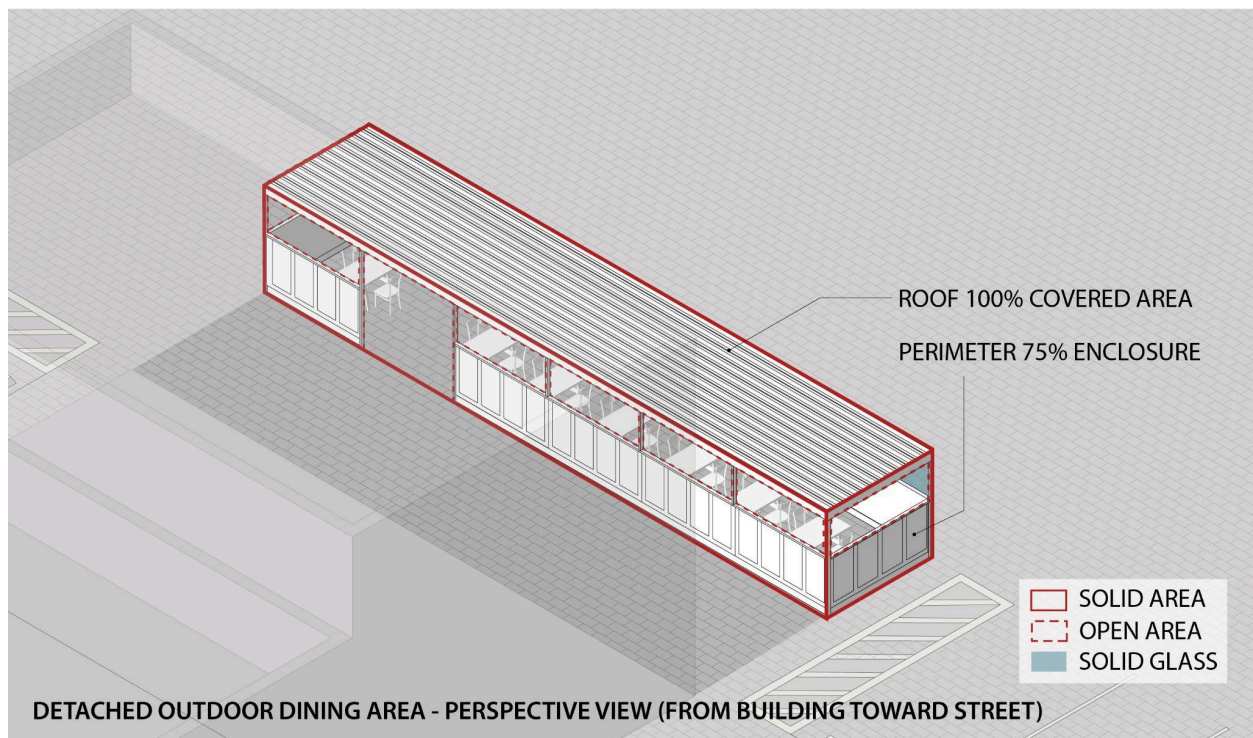 ROOF 100% COVERED AREA
PERIMETER 75% ENCLOSURE
SOLID AREA
OPEN AREA
SOLID GLASS
DETACHED OUTDOOR DINING AREA - PERSPECTIVE VIEW (FROM BUILDING TOWARD STREET)